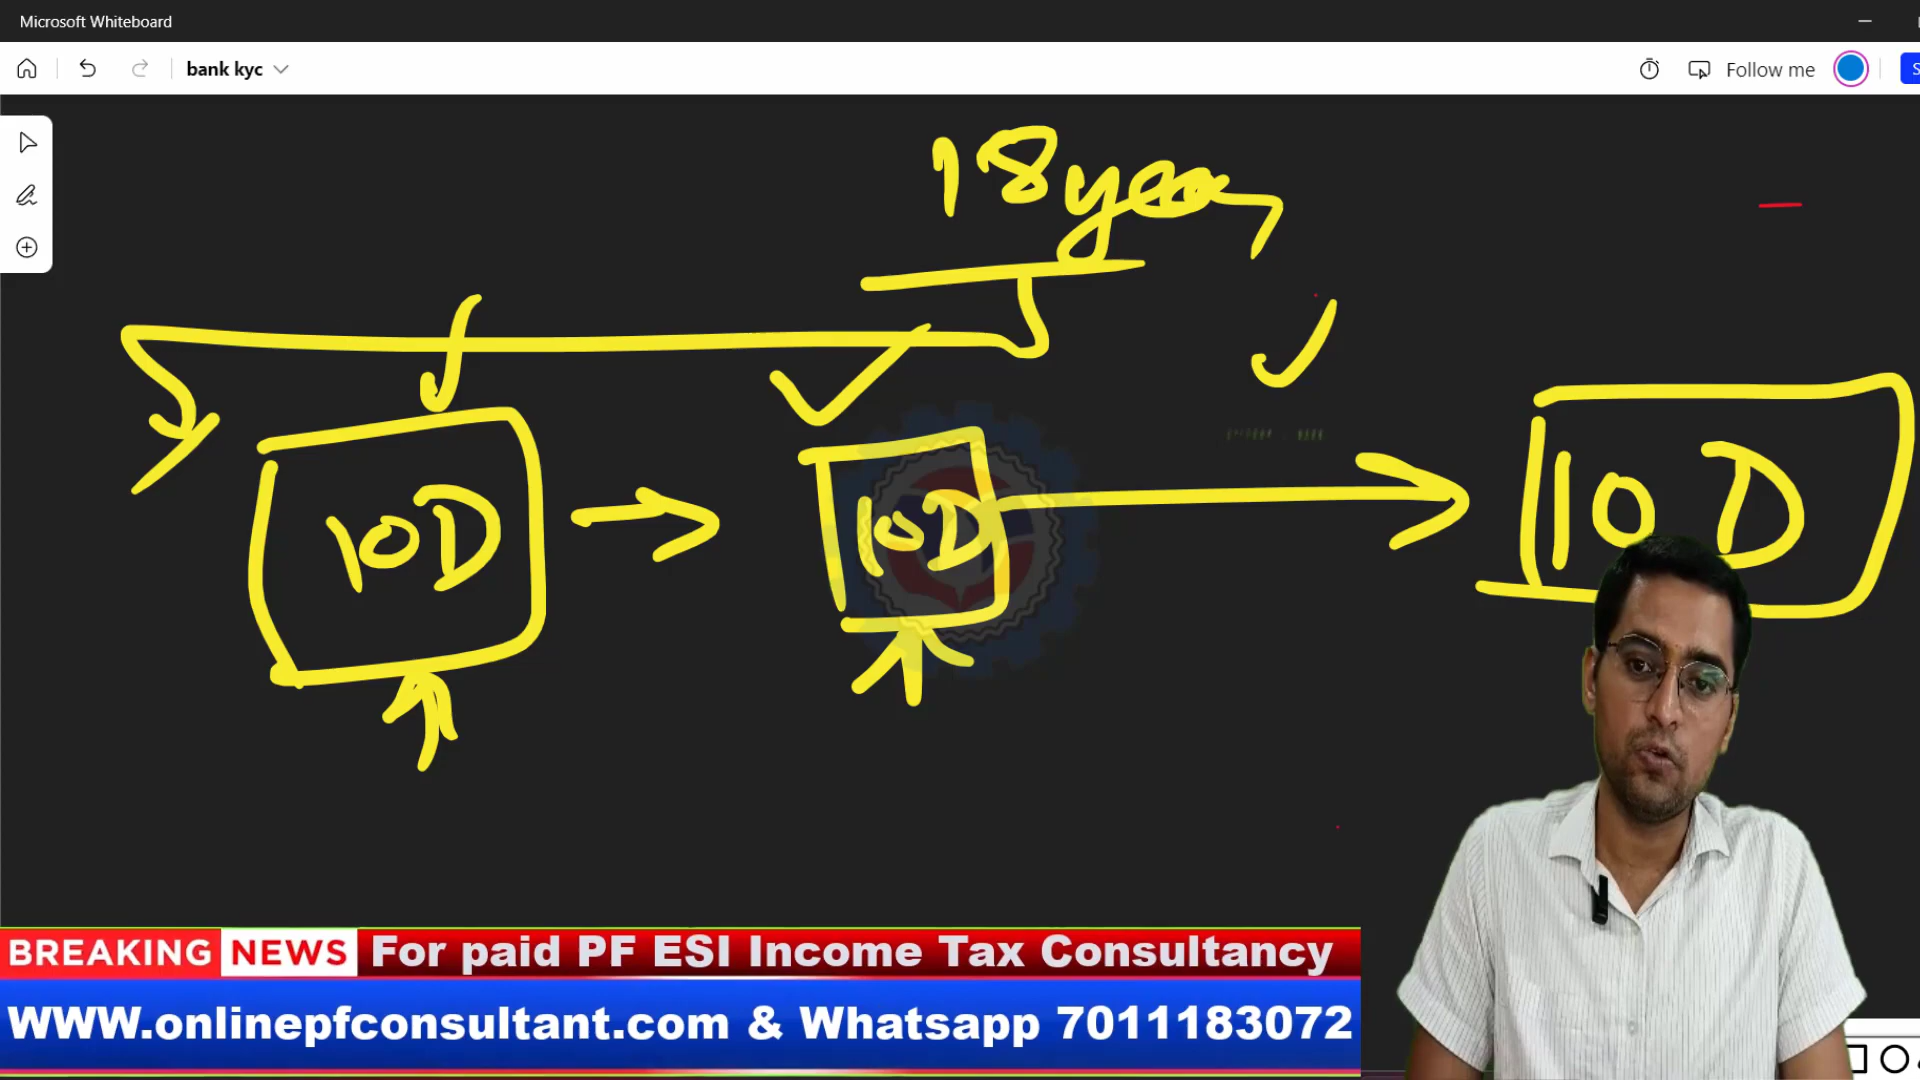 Microsoft Whiteboard
bank kyc
Follow me
18 year
10D
10D
10 D
BREAKING NEWS For paid PF ESI Income Tax Consultancy
WWW.onlinepfconsultant.com & Whatsapp 7011183072